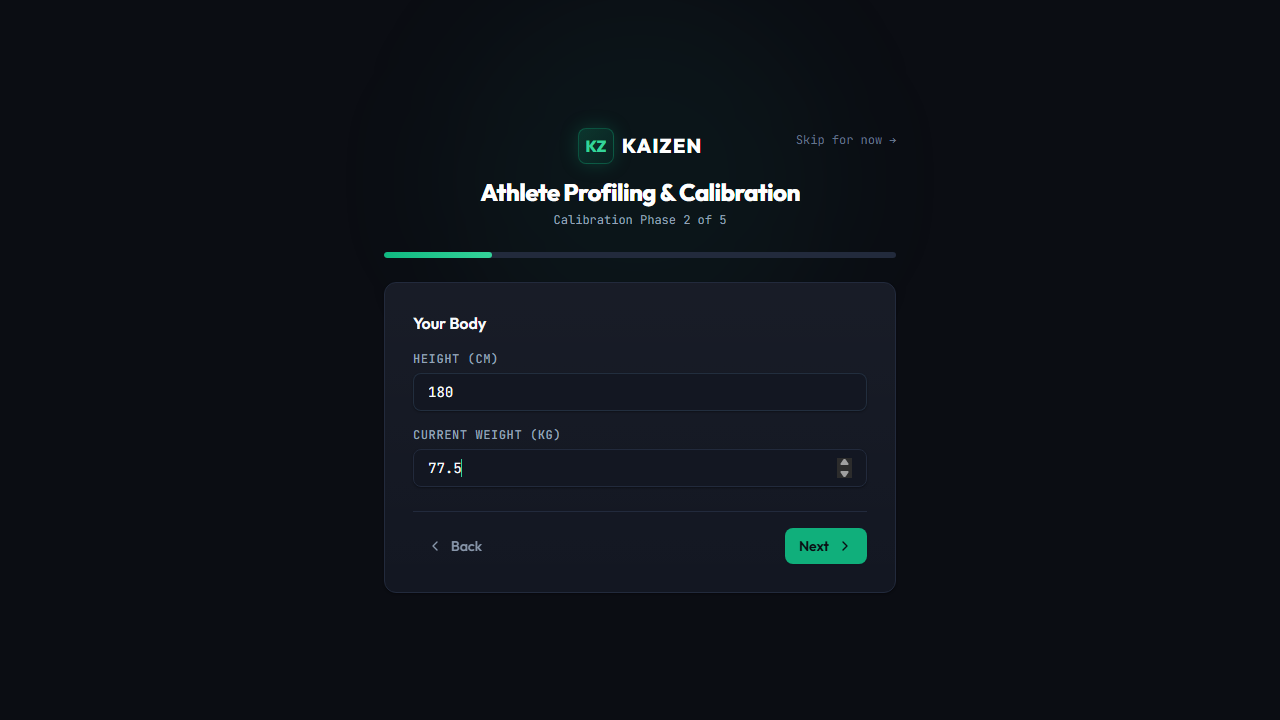 KZ KAIZEN
Skip for now →
Athlete Profiling & Calibration
Calibration Phase 2 of 5
Your Body
HEIGHT (CM)
180
CURRENT WEIGHT (KG)
77.5
Back
Next